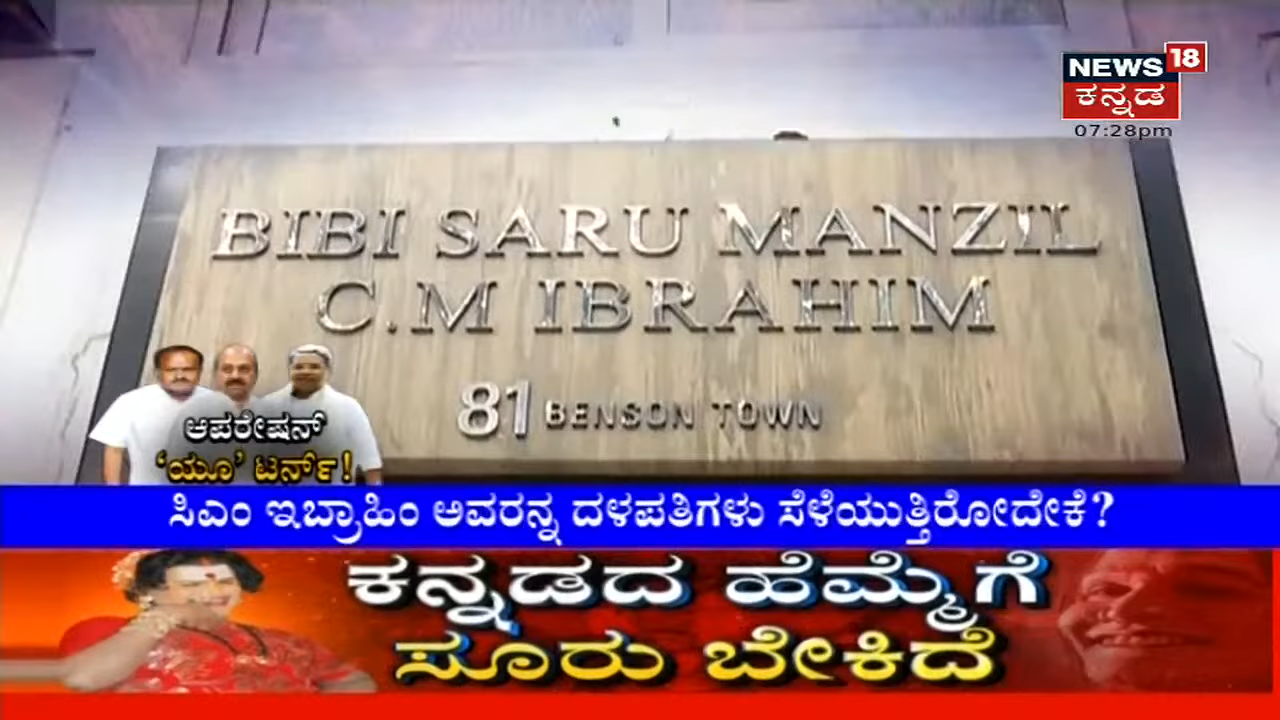 NEWS 18
ಕನ್ನಡ
07:28pm
BIBI SARU MANZIL
C.M IBRAHIM
81 BENSON TOWN
ಆಪರೇಷನ್
‘ಯೂ’ ಟರ್ನ್!
ಸಿಎಂ ಇಬ್ರಾಹಿಂ ಅವರನ್ನ ದಳಪತಿಗಳು ಸೆಳೆಯುತ್ತಿರೋದೇಕೆ?
ಕನ್ನಡದ ಹೆಮ್ಮೆಗೆ
ಸೂರು ಬೇಕಿದೆ